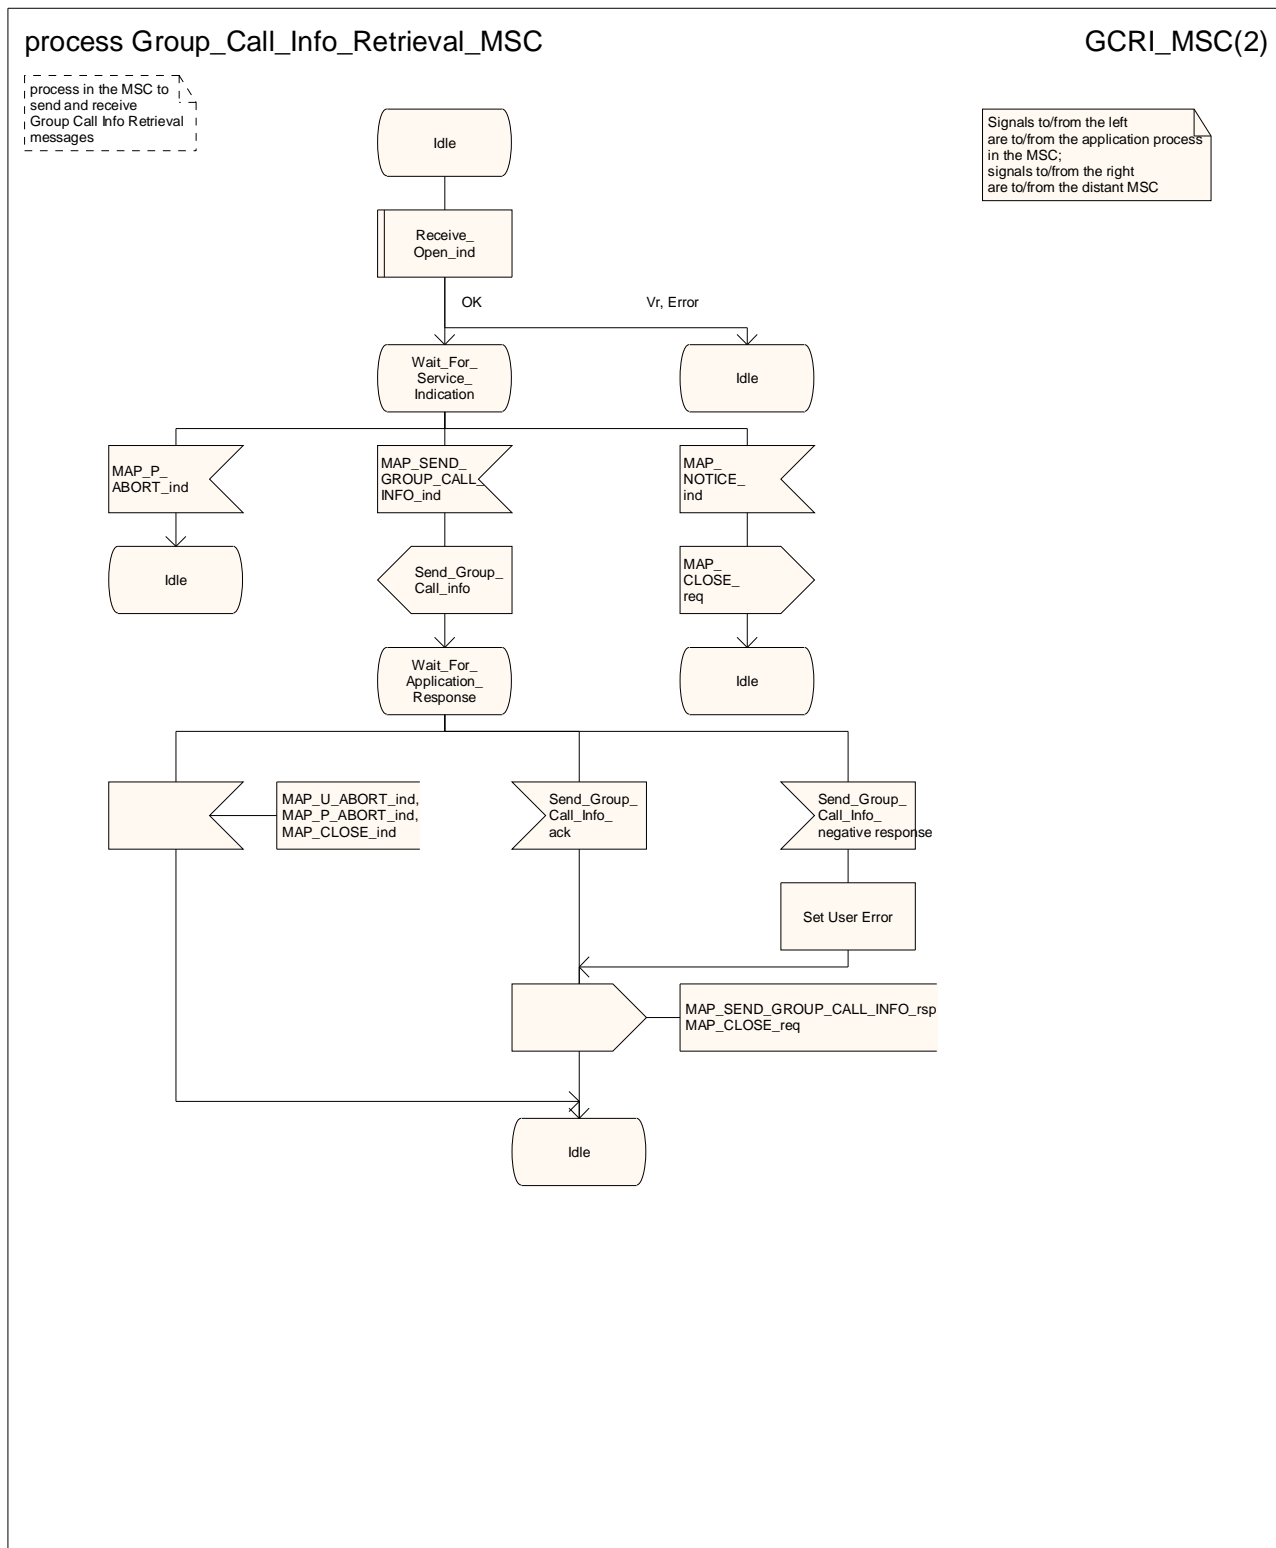 process Group_Call_Info_Retrieval_MSC
GCRI_MSC(2)
process in the MSC to
send and receive
Group Call Info Retrieval
messages
Signals to/from the left
are to/from the application process
in the MSC;
signals to/from the right
are to/from the distant MSC
Idle
Receive_
Open_ind
OK
Vr, Error
Wait_For_
Service_
Indication
Idle
MAP_P_
ABORT_ind
MAP_SEND_
GROUP_CALL_
INFO_ind
MAP_
NOTICE_
ind
Idle
Send_Group_
Call_info
MAP_
CLOSE_
req
Wait_For_
Application_
Response
Idle
MAP_U_ABORT_ind,
MAP_P_ABORT_ind,
MAP_CLOSE_ind
Send_Group_
Call_Info_
ack
Send_Group_
Call_Info_
negative response
Set User Error
MAP_SEND_GROUP_CALL_INFO_rsp
MAP_CLOSE_req
Idle